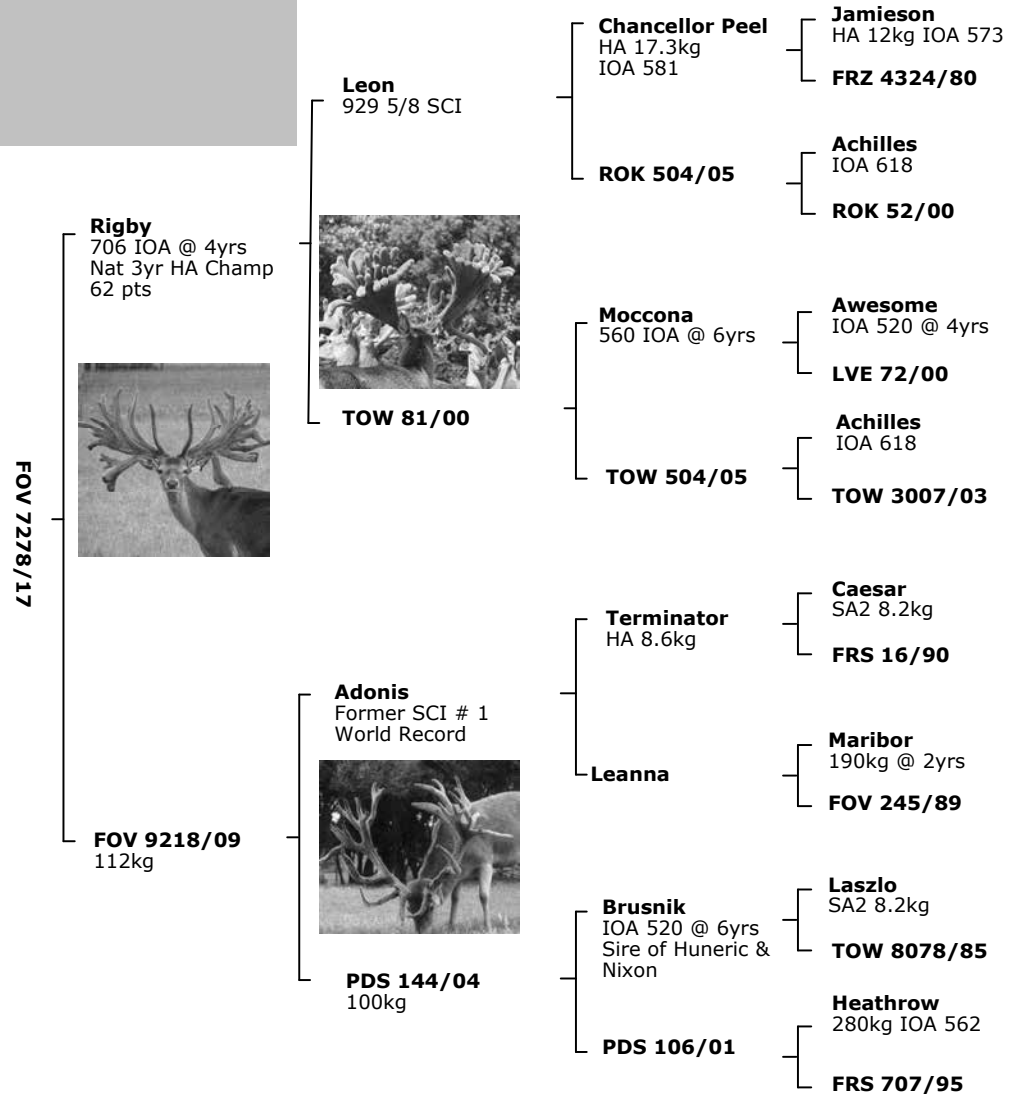 FOV 7278/17
Rigby
706 IOA @ 4yrs
Nat 3yr HA Champ
62 pts
FOV 9218/09
112kg
Leon
929 5/8 SCI
TOW 81/00
Adonis
Former SCI # 1
World Record
PDS 144/04
100kg
Chancellor Peel
HA 17.3kg
IOA 581
ROK 504/05
Moccona
560 IOA @ 6yrs
TOW 504/05
Terminator
HA 8.6kg
Leanna
Brusnik
IOA 520 @ 6yrs
Sire of Huneric &
Nixon
PDS 106/01
Jamieson
HA 12kg IOA 573
FRZ 4324/80
Achilles
IOA 618
ROK 52/00
Awesome
IOA 520 @ 4yrs
LVE 72/00
Achilles
IOA 618
TOW 3007/03
Caesar
SA2 8.2kg
FRS 16/90
Maribor
190kg @ 2yrs
FOV 245/89
Laszlo
SA2 8.2kg
TOW 8078/85
Heathrow
280kg IOA 562
FRS 707/95